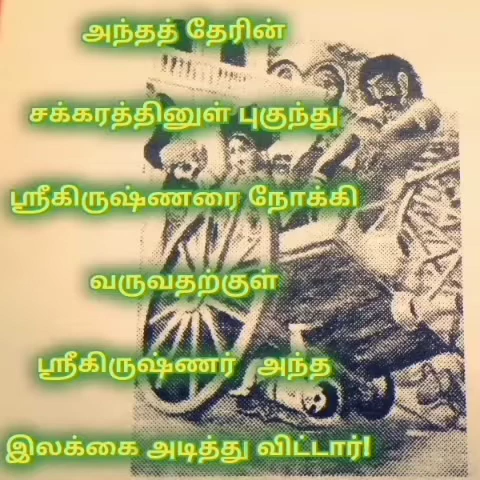 அந்தத் தேரின்
சக்கரத்தினுள் புகுந்து
ஸ்ரீகிருஷ்ணரை நோக்கி
வருவதற்குள்
ஸ்ரீகிருஷ்ணர் அந்த
இலக்கை அடித்து விட்டார்!